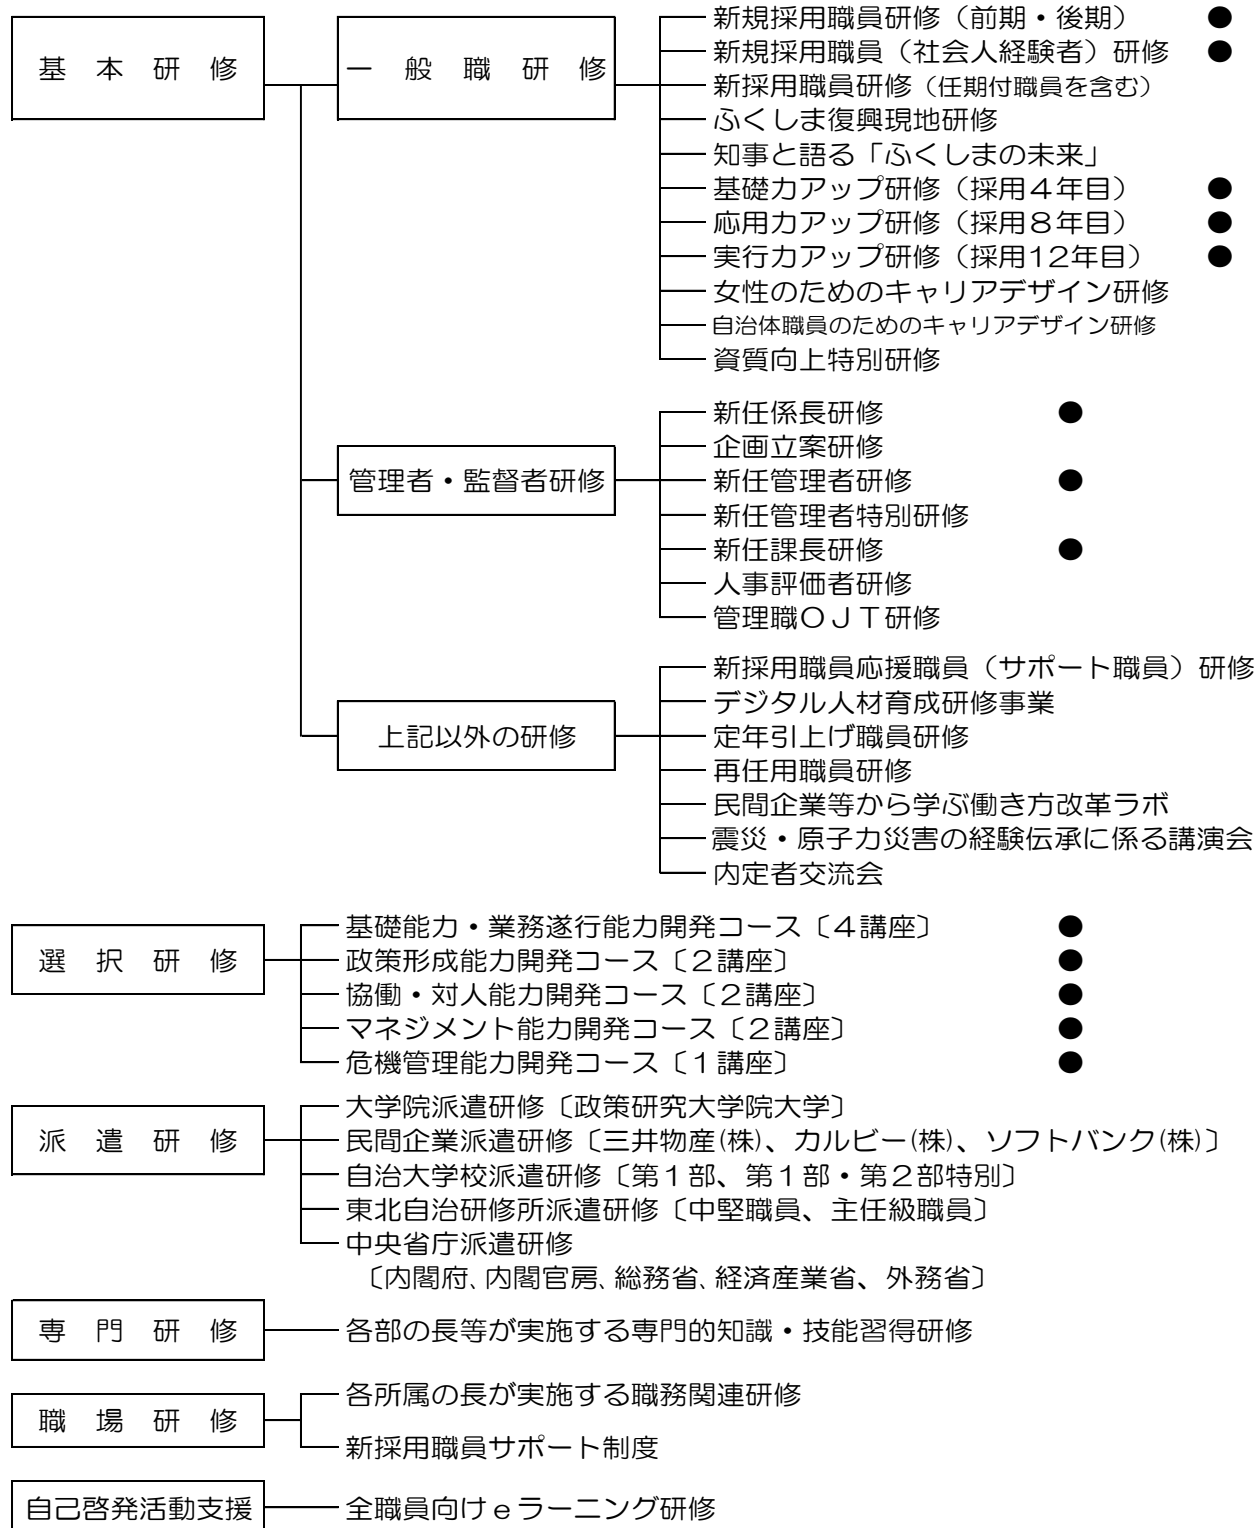 基本研修
一般職研修
新規採用職員研修（前期・後期） ●
新規採用職員（社会人経験者）研修 ●
新採用職員研修（任期付職員を含む）
ふくしま復興現地研修
知事と語る「ふくしまの未来」
基礎力アップ研修（採用４年目） ●
応用力アップ研修（採用８年目） ●
実行力アップ研修（採用12年目） ●
女性のためのキャリアデザイン研修
自治体職員のためのキャリアデザイン研修
資質向上特別研修
管理者・監督者研修
新任係長研修 ●
企画立案研修
新任管理者研修 ●
新任管理者特別研修
新任課長研修 ●
人事評価者研修
管理職ＯＪＴ研修
上記以外の研修
新採用職員応援職員（サポート職員）研修
デジタル人材育成研修事業
定年引上げ職員研修
再任用職員研修
民間企業等から学ぶ働き方改革ラボ
震災・原子力災害の経験伝承に係る講演会
内定者交流会
選択研修
基礎能力・業務遂行能力開発コース〔４講座〕 ●
政策形成能力開発コース〔２講座〕 ●
協働・対人能力開発コース〔２講座〕 ●
マネジメント能力開発コース〔２講座〕 ●
危機管理能力開発コース〔１講座〕 ●
派遣研修
大学院派遣研修〔政策研究大学院大学〕
民間企業派遣研修〔三井物産(株)、カルビー(株)、ソフトバンク(株)〕
自治大学校派遣研修〔第１部、第１部・第２部特別〕
東北自治研修所派遣研修〔中堅職員、主任級職員〕
中央省庁派遣研修
〔内閣府、内閣官房、総務省、経済産業省、外務省〕
専門研修
各部の長等が実施する専門的知識・技能習得研修
職場研修
各所属の長が実施する職務関連研修
新採用職員サポート制度
自己啓発活動支援
全職員向けｅラーニング研修